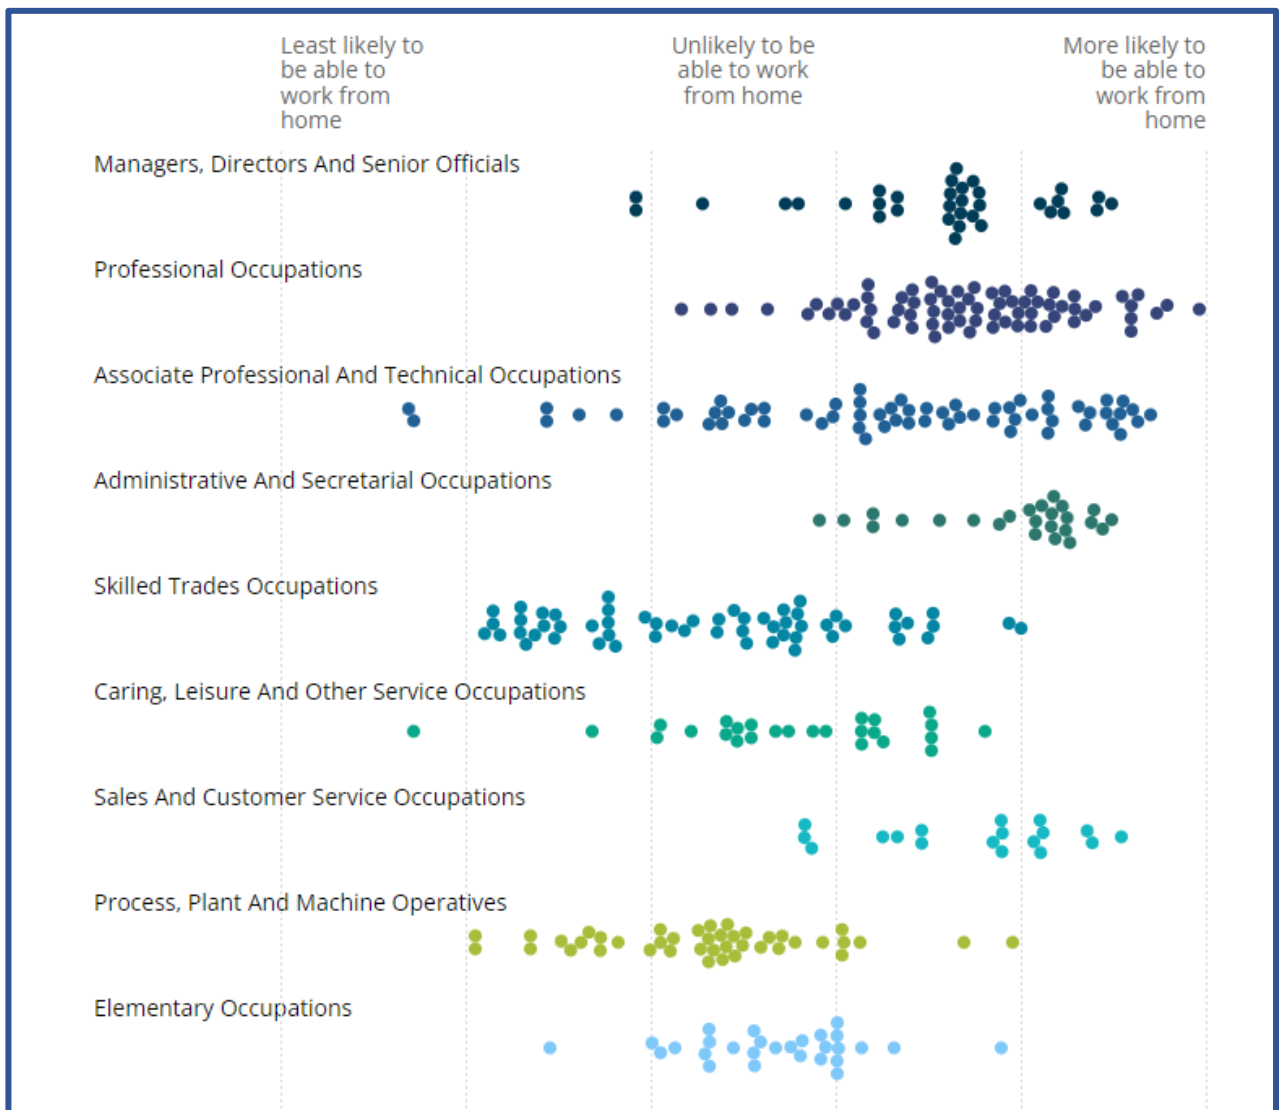 Least likely to
be able to
work from
home
Unlikely to be
able to work
from home
More likely to
be able to
work from
home
Managers, Directors And Senior Officials
Professional Occupations
Associate Professional And Technical Occupations
Administrative And Secretarial Occupations
Skilled Trades Occupations
Caring, Leisure And Other Service Occupations
Sales And Customer Service Occupations
Process, Plant And Machine Operatives
Elementary Occupations